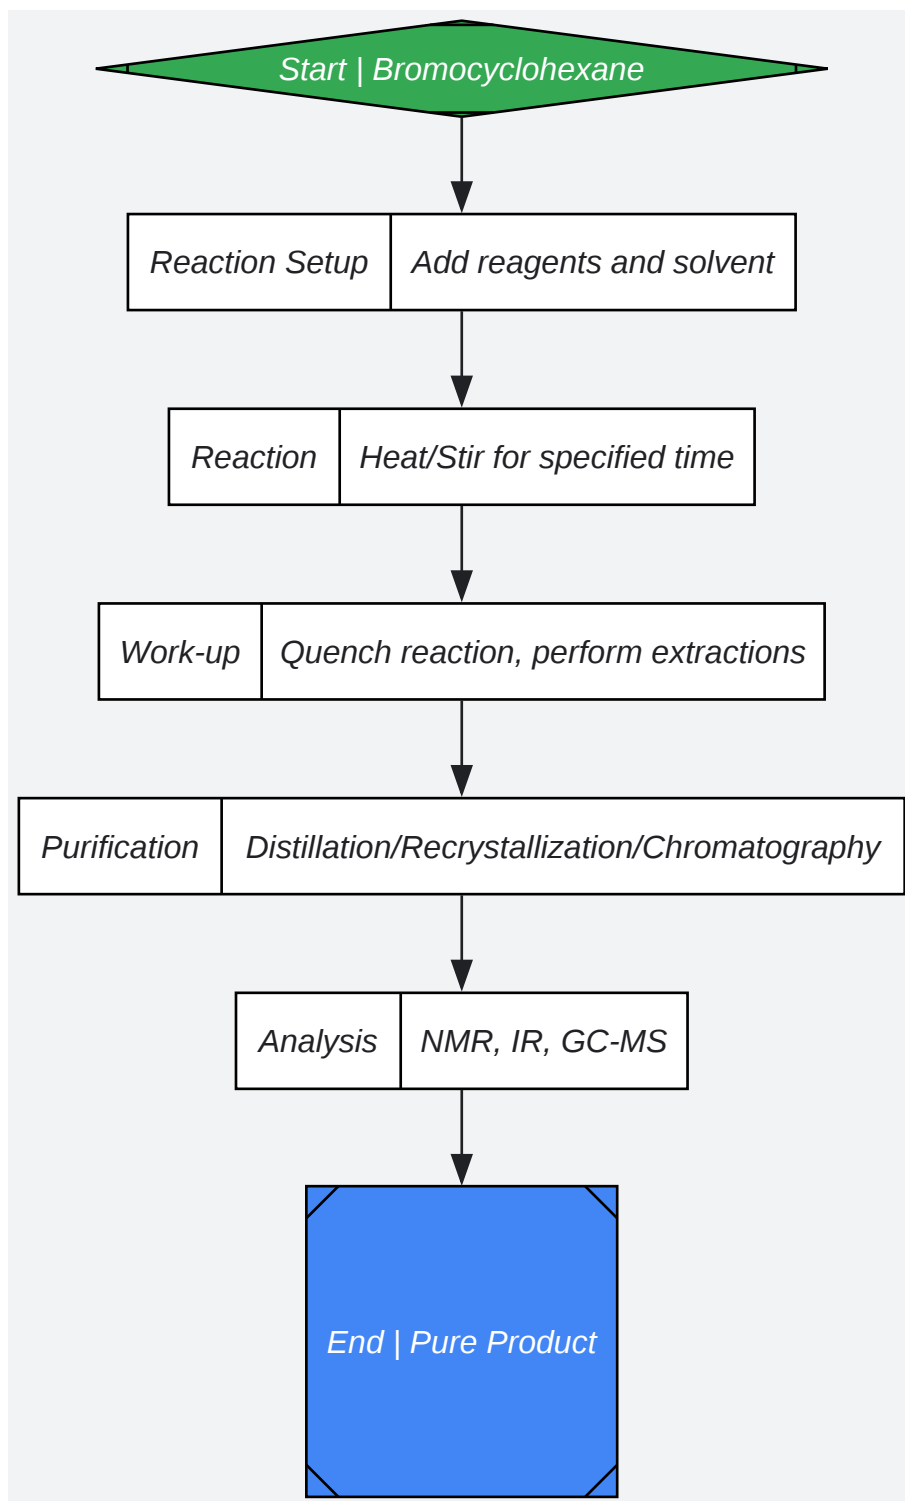 Start | Bromocyclohexane
Reaction Setup Add reagents and solvent
Reaction Heat/Stir for specified time
Work-up Quench reaction, perform extractions
Purification Distillation/Recrystallization/Chromatography
Analysis NMR, IR, GC-MS
End | Pure Product